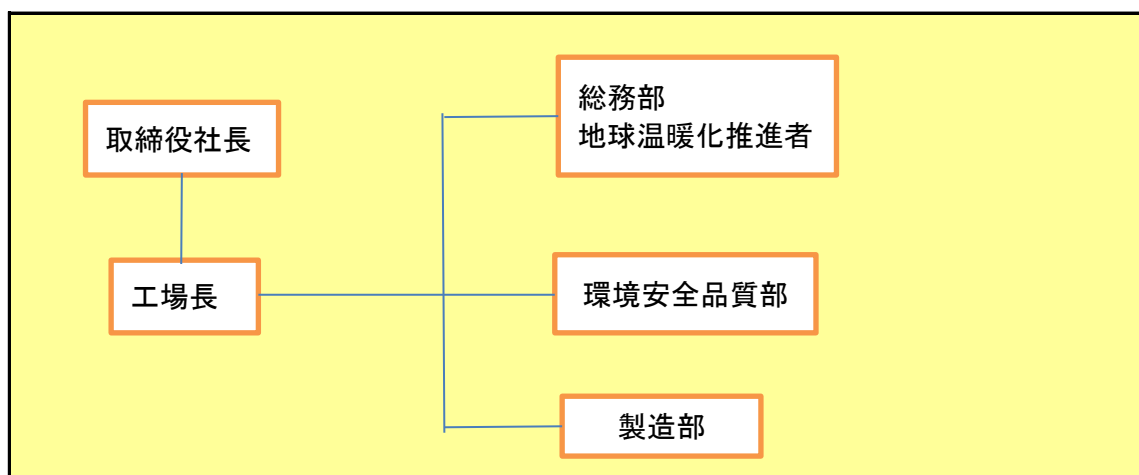 取締役社長
工場長
総務部
地球温暖化推進者
環境安全品質部
製造部